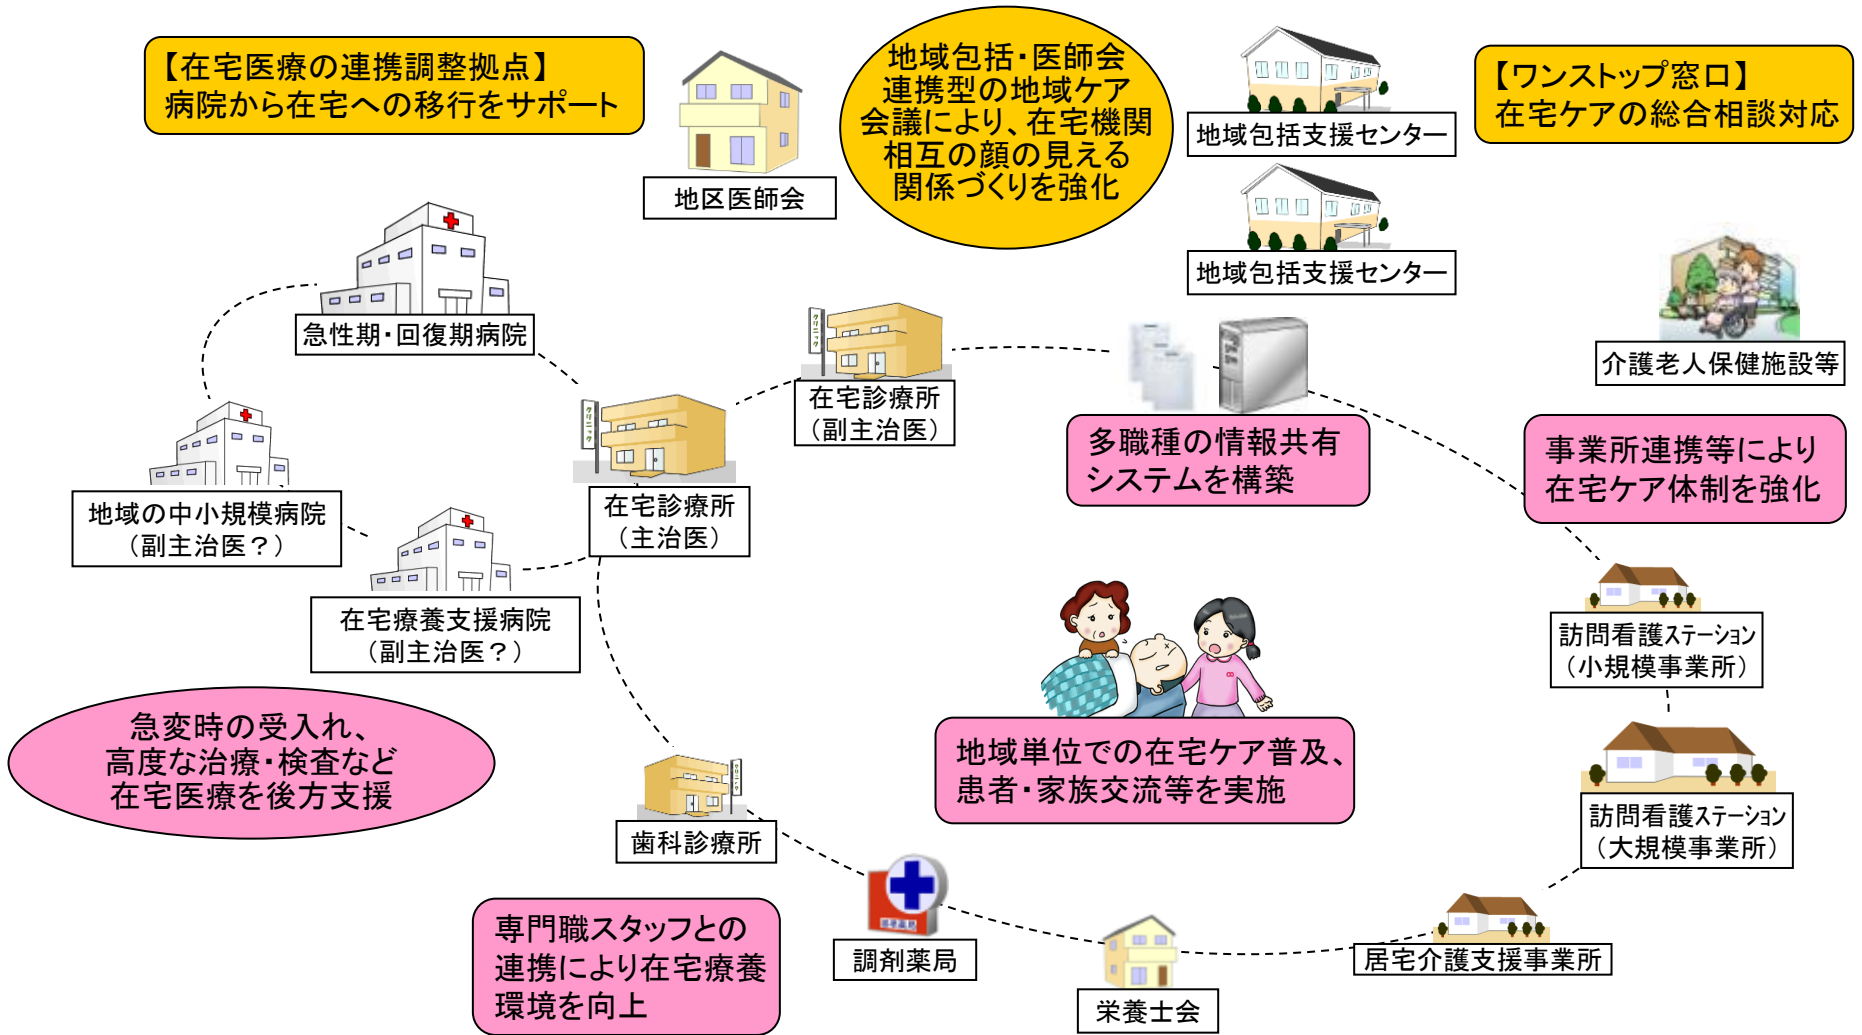 【在宅医療の連携調整拠点】
病院から在宅への移行をサポート
地区医師会
地域包括・医師会
連携型の地域ケア
会議により、在宅機関
相互の顔の見える
関係づくりを強化
地域包括支援センター
地域包括支援センター
【ワンストップ窓口】
在宅ケアの総合相談対応
急性期・回復期病院
クリニック
在宅診療所
（副主治医）
介護老人保健施設等
地域の中小規模病院
（副主治医？）
クリニック
在宅診療所
（主治医）
多職種の情報共有
システムを構築
事業所連携等により
在宅ケア体制を強化
在宅療養支援病院
（副主治医？）
訪問看護ステーション
（小規模事業所）
急変時の受入れ、
高度な治療・検査など
在宅医療を後方支援
地域単位での在宅ケア普及、
患者・家族交流等を実施
訪問看護ステーション
（大規模事業所）
歯科診療所
専門職スタッフとの
連携により在宅療養
環境を向上
調剤薬局
栄養士会
居宅介護支援事業所